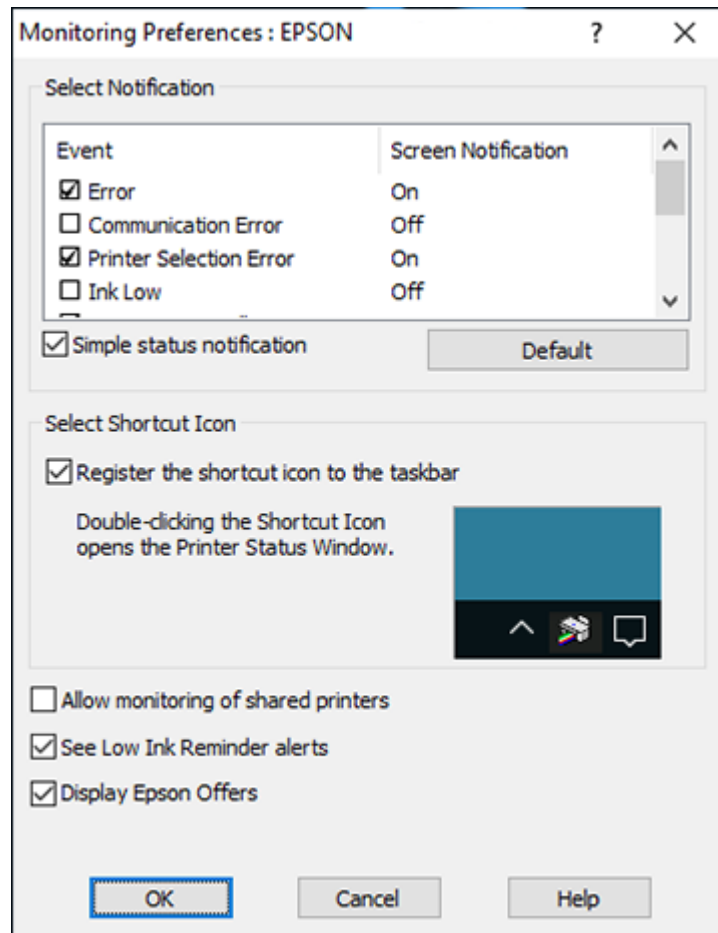 Monitoring Preferences : EPSON
Select Notification
Event Screen Notification
Error On
Communication Error Off
Printer Selection Error On
Ink Low Off
Simple status notification Default
Select Shortcut Icon
Register the shortcut icon to the taskbar
Double-clicking the Shortcut Icon
opens the Printer Status Window.
Allow monitoring of shared printers
See Low Ink Reminder alerts
Display Epson Offers
OK Cancel Help